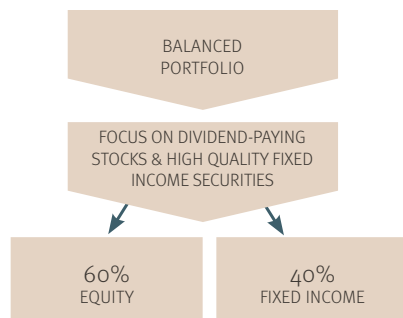 BALANCED
PORTFOLIO
FOCUS ON DIVIDEND-PAYING
STOCKS & HIGH QUALITY FIXED
INCOME SECURITIES
60%
EQUITY
40%
FIXED INCOME